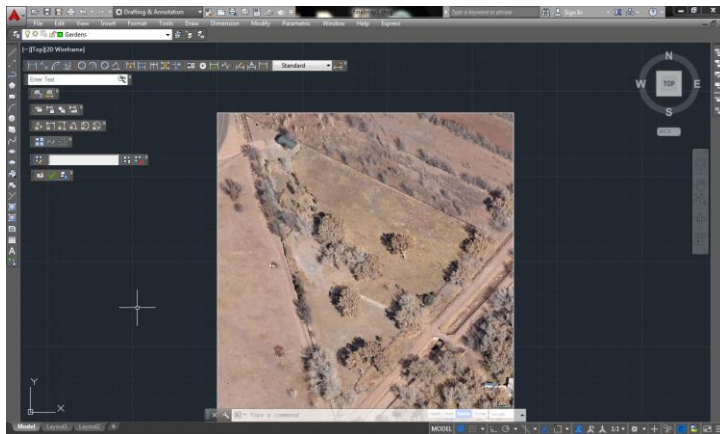 Drafting & Annotation
Type a keyword or phrase
Sign In
File Edit View Insert Format Tools Draw Dimension Modify Parametric Window Help Express
Gardens
[−][Top][2D Wireframe]
Standard
Enter Text
N
W TOP E
S
WCS
Y
X
Type a command
Model Layout1 Layout2
MODEL
1:1